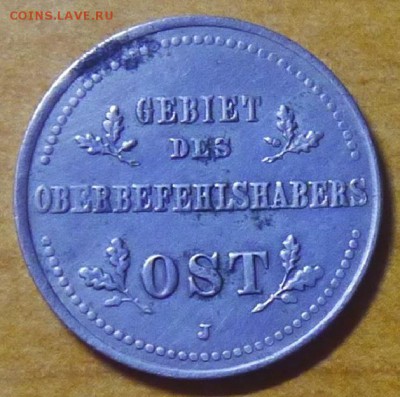 COINS.LAVE.RU
GEBIET
DES
OBERBEFEHLSHABERS
OST
J